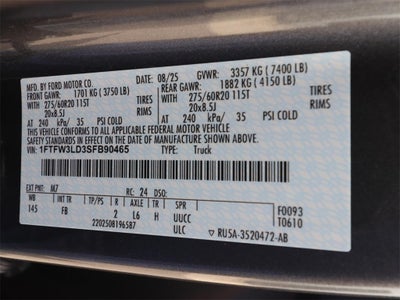 MFD. BY FORD MOTOR CO. 08/25 GVWR: 3357 KG ( 7400 LB)
FRONT GAWR: 1701 KG ( 3750 LB) REAR GAWR: 1882 KG ( 4150 LB)
275/60R20 115T TIRES 275/60R20 115T TIRES
20x8.5J RIMS 20x8.5J RIMS
AT 240 kPa/ 35 PSI COLD AT 240 kPa/ 35 PSI COLD
THIS VEHICLE CONFORMS TO ALL APPLICABLE FEDERAL MOTOR VEHICLE
SAFETY STANDARDS IN EFFECT ON THE DATE OF MANUFACTURE SHOWN ABOVE.
VIN: 1FTFW3LD3SFB90465 TYPE: Truck
EXT PNT: M7 RC: 24 DSO:
WB INT TR TP/PS R AXLE TR SPR F0093
145 FB 2 L6 H UUCC T0610
2202508196587 ULC RU5A-3520472-AB